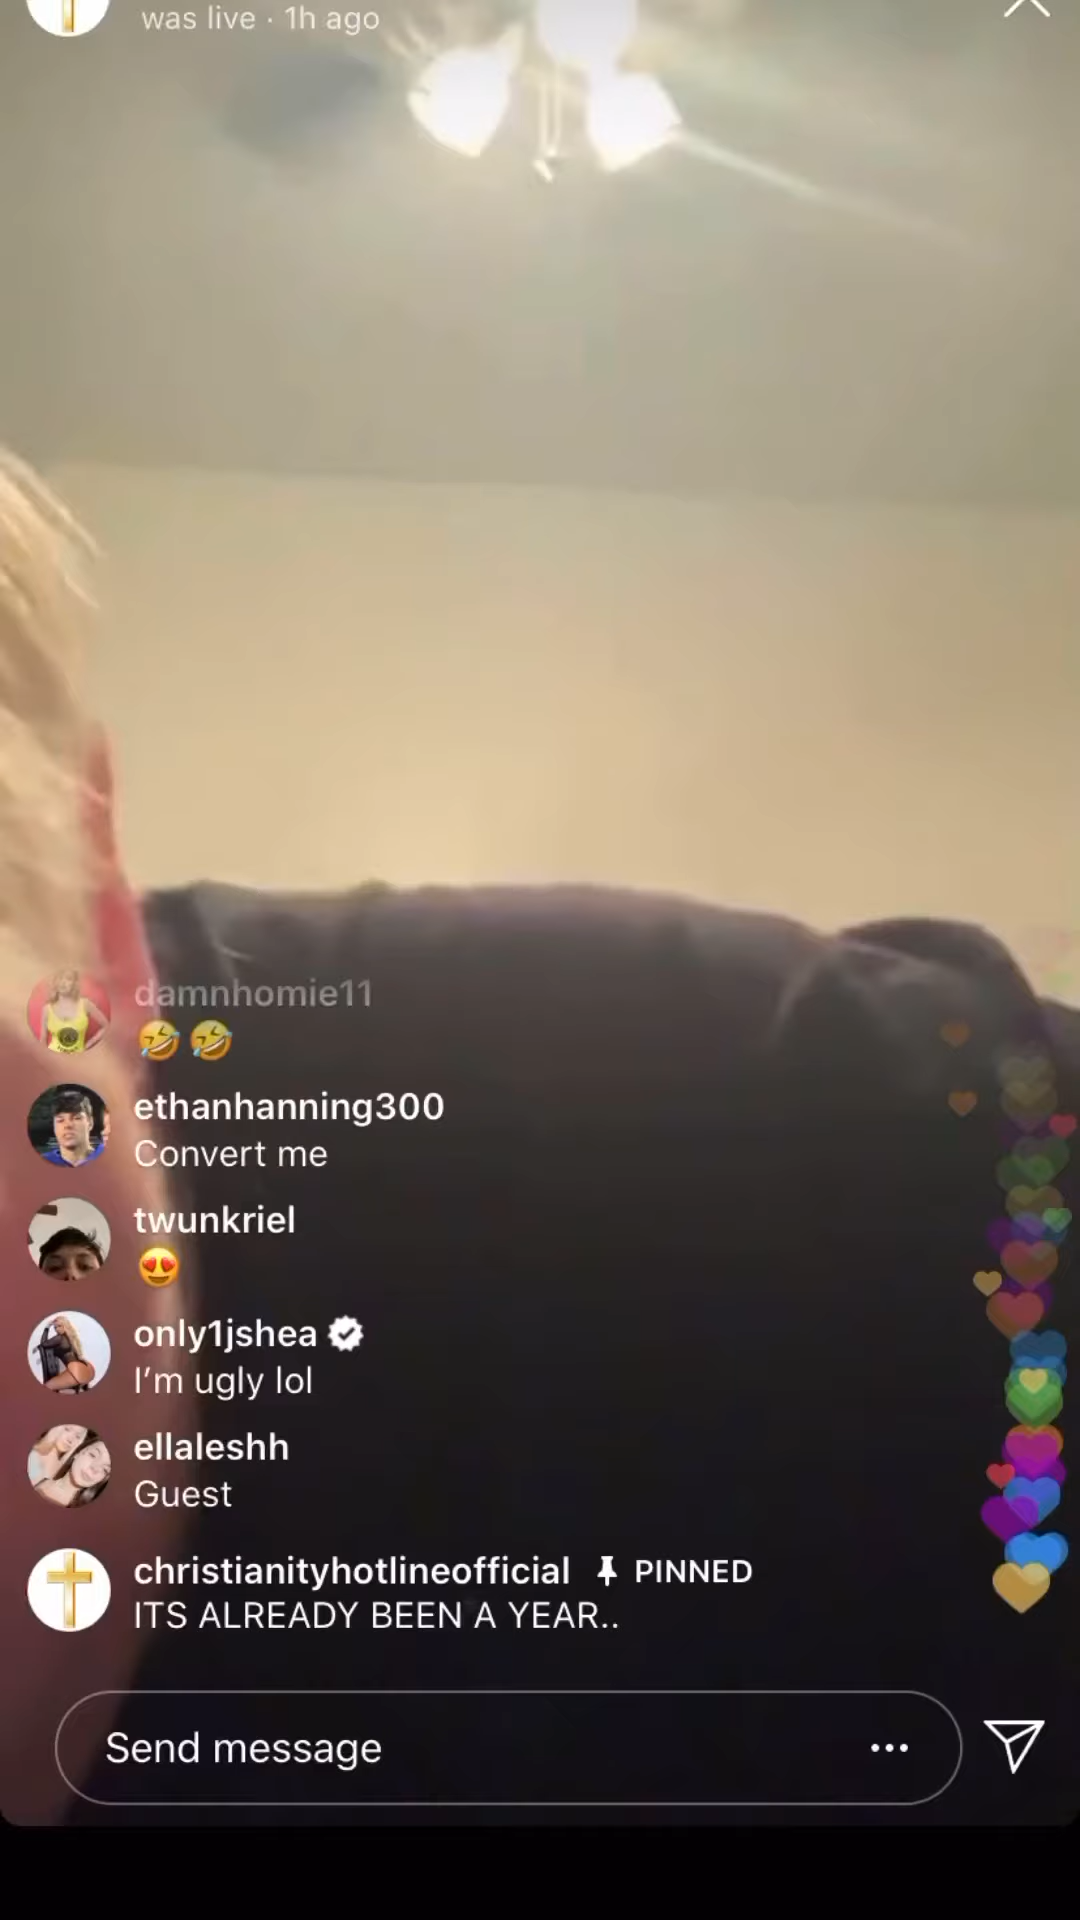 was live · 1h ago
damnhomie11
🤣 🤣
ethanhanning300
Convert me
twunkriel
😍
only1jshea
I'm ugly lol
ellaleshh
Guest
christianityhotlineofficial PINNED
ITS ALREADY BEEN A YEAR..
Send message